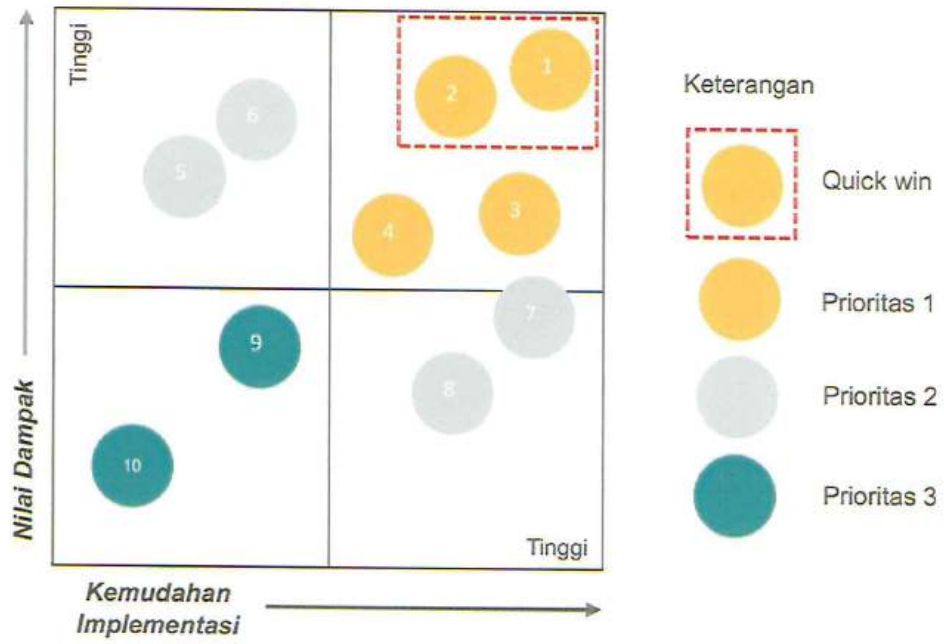 Tinggi
1
2
6
5
3
4
7
8
9
10
Tinggi
Nilai Dampak
Kemudahan
Implementasi
Keterangan
Quick win
Prioritas 1
Prioritas 2
Prioritas 3